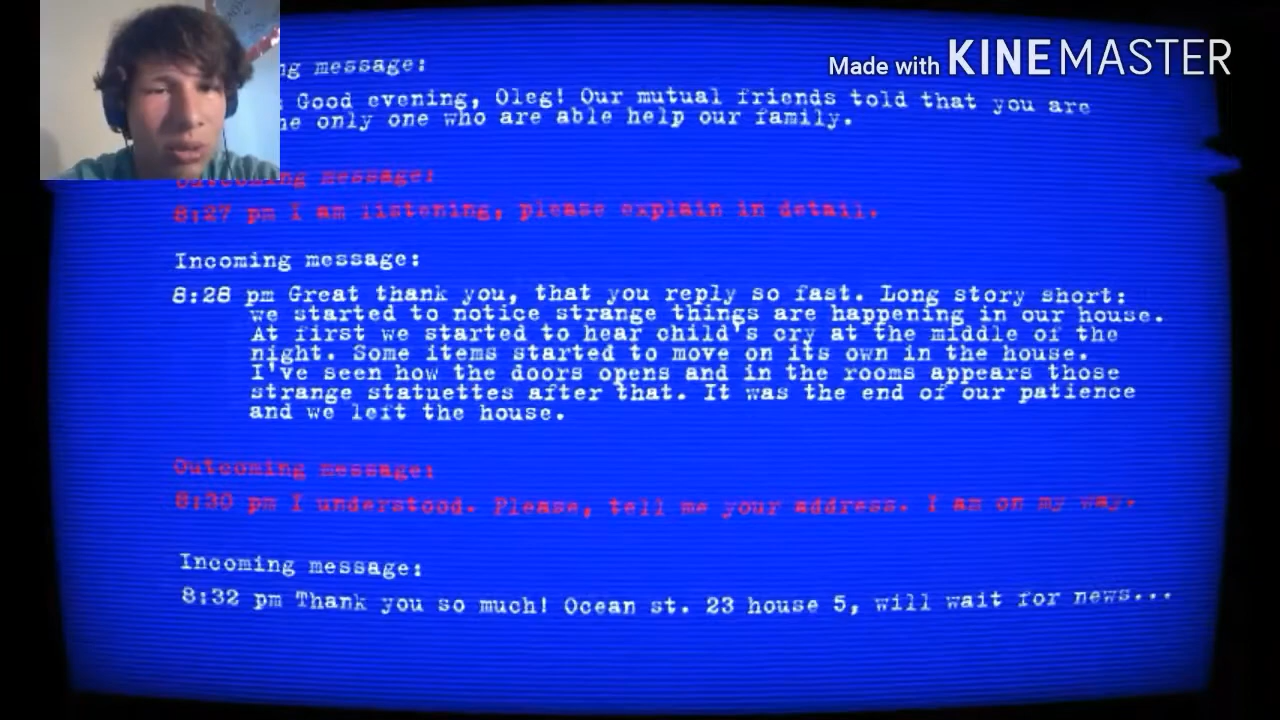 Made with KINEMASTER
ng message:
Good evening, Oleg! Our mutual friends told that you are
he only one who are able help our family.
Outcoming message:
8:27 pm I am listening, please explain in detail.
Incoming message:
8:28 pm Great thank you, that you reply so fast. Long story short:
we started to notice strange things are happening in our house.
At first we started to hear child's cry at the middle of the
night. Some items started to move on its own in the house.
I've seen how the doors opens and in the rooms appears those
strange statuettes after that. It was the end of our patience
and we left the house.
Outcoming message:
8:30 pm I understood. Please, tell me your address. I am on my way.
Incoming message:
8:32 pm Thank you so much! Ocean st. 23 house 5, will wait for news...